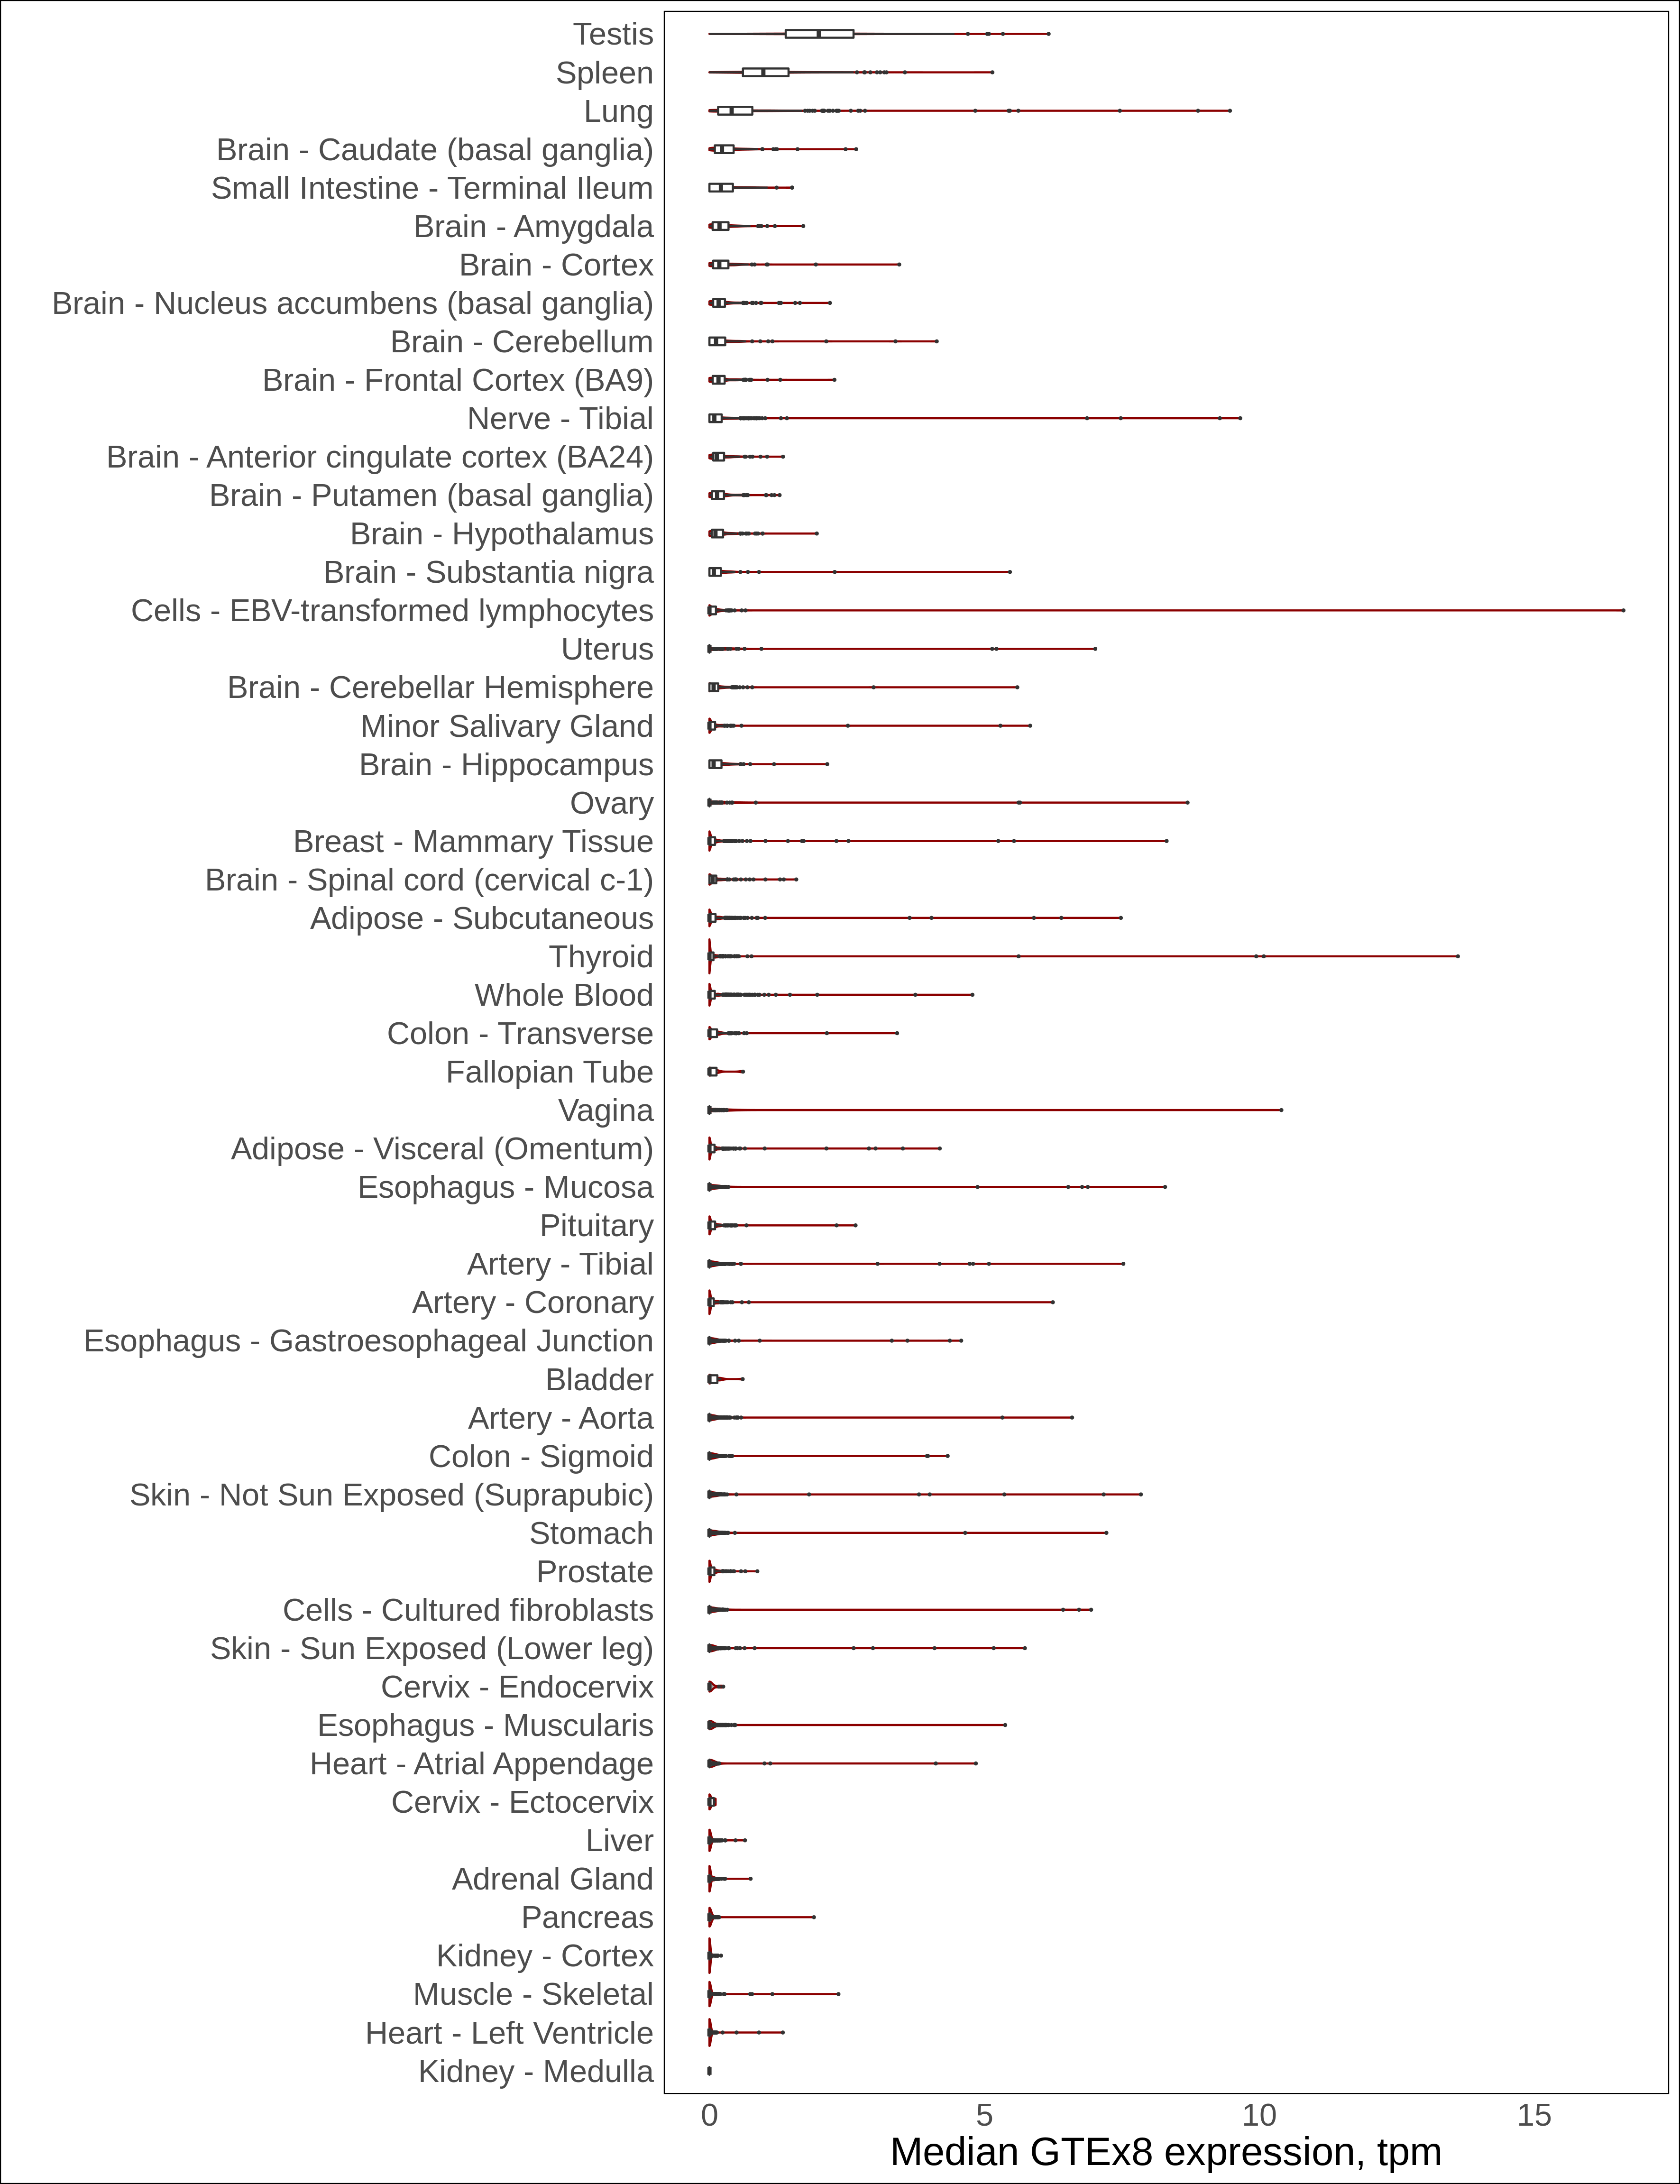 Testis
Spleen
Lung
Brain - Caudate (basal ganglia)
Small Intestine - Terminal Ileum
Brain - Amygdala
Brain - Cortex
Brain - Nucleus accumbens (basal ganglia)
Brain - Cerebellum
Brain - Frontal Cortex (BA9)
Nerve - Tibial
Brain - Anterior cingulate cortex (BA24)
Brain - Putamen (basal ganglia)
Brain - Hypothalamus
Brain - Substantia nigra
Cells - EBV-transformed lymphocytes
Uterus
Brain - Cerebellar Hemisphere
Minor Salivary Gland
Brain - Hippocampus
Ovary
Breast - Mammary Tissue
Brain - Spinal cord (cervical c-1)
Adipose - Subcutaneous
Thyroid
Whole Blood
Colon - Transverse
Fallopian Tube
Vagina
Adipose - Visceral (Omentum)
Esophagus - Mucosa
Pituitary
Artery - Tibial
Artery - Coronary
Esophagus - Gastroesophageal Junction
Bladder
Artery - Aorta
Colon - Sigmoid
Skin - Not Sun Exposed (Suprapubic)
Stomach
Prostate
Cells - Cultured fibroblasts
Skin - Sun Exposed (Lower leg)
Cervix - Endocervix
Esophagus - Muscularis
Heart - Atrial Appendage
Cervix - Ectocervix
Liver
Adrenal Gland
Pancreas
Kidney - Cortex
Muscle - Skeletal
Heart - Left Ventricle
Kidney - Medulla
0 5 10 15
Median GTEx8 expression, tpm